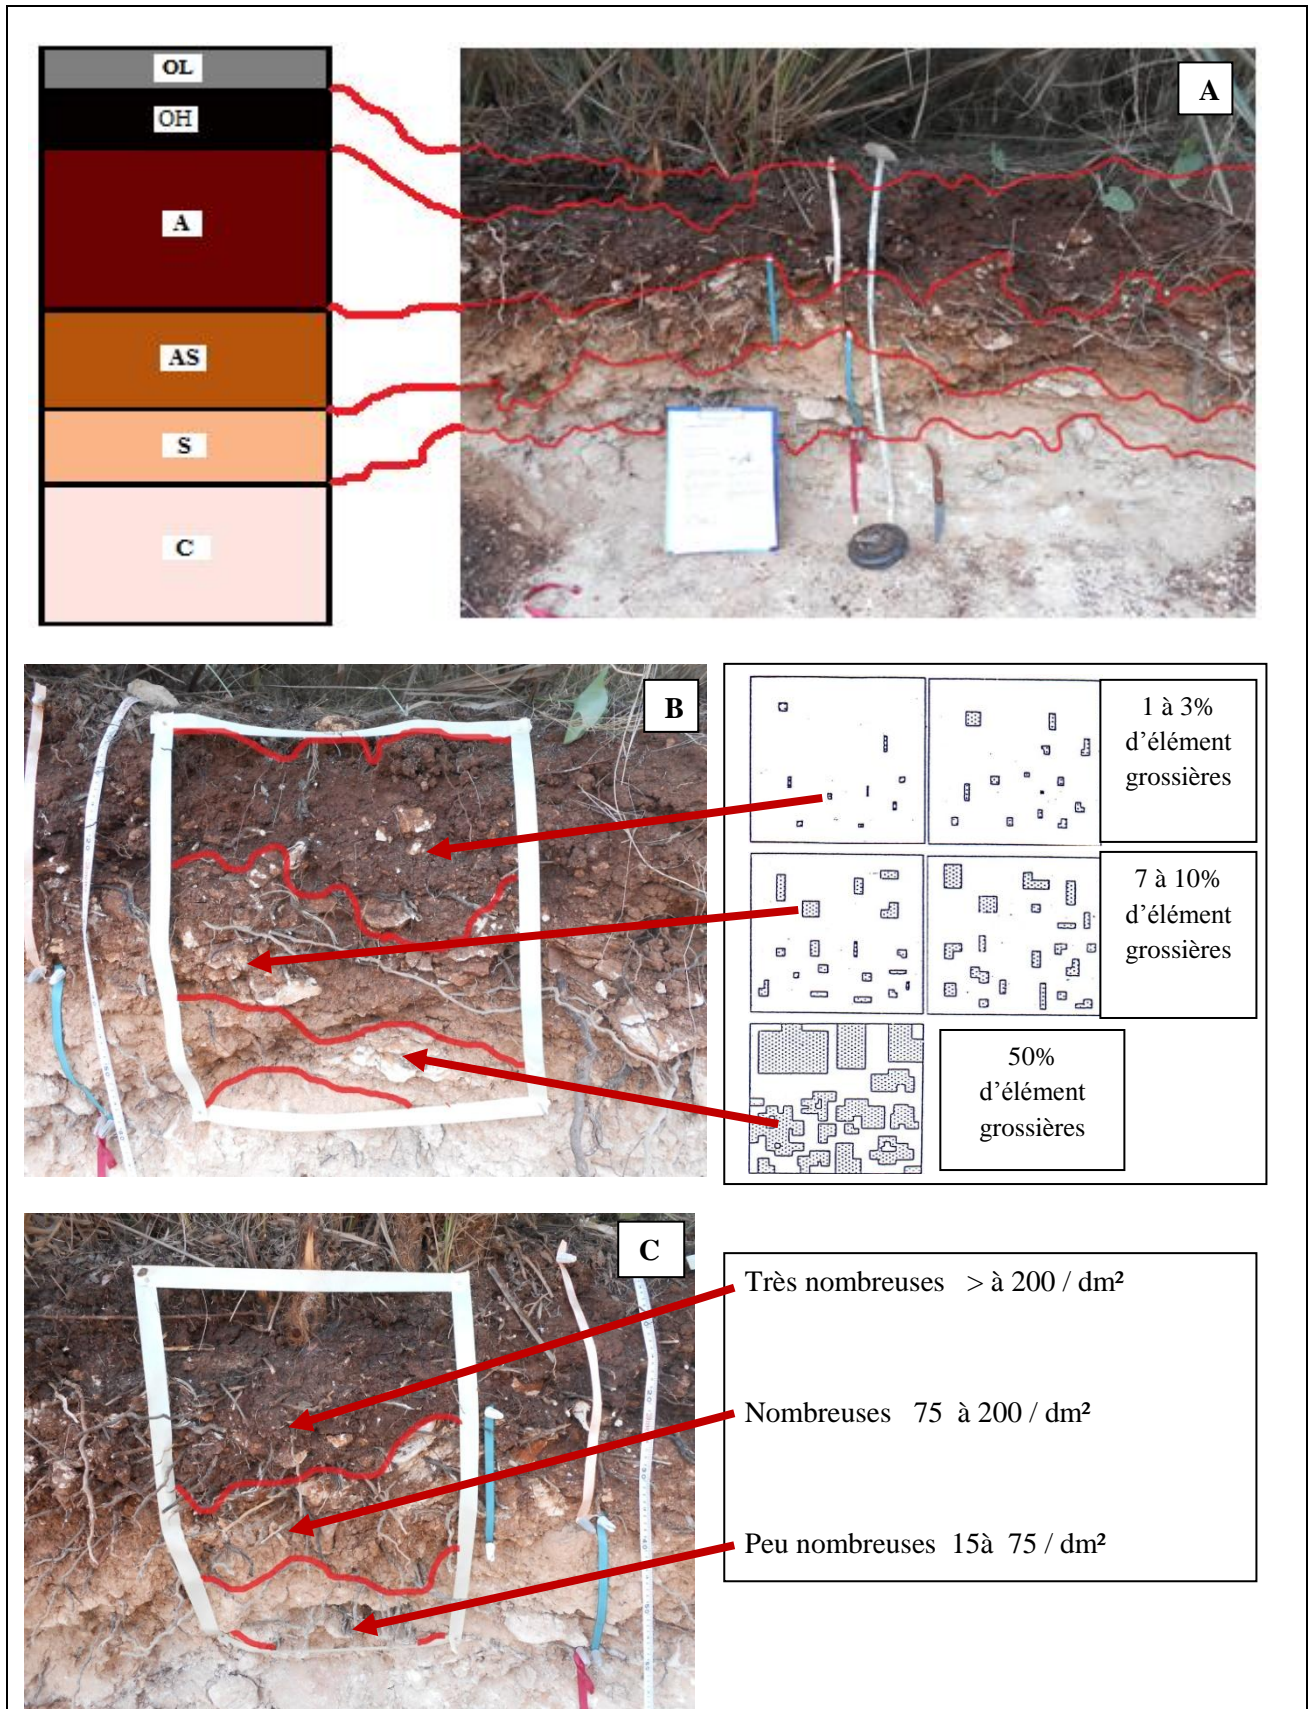 OL
OH
A
AS
S
C
A
B
1 à 3%
d'élément
grossières
7 à 10%
d'élément
grossières
50%
d'élément
grossières
C
Très nombreuses > à 200 / dm²
Nombreuses 75 à 200 / dm²
Peu nombreuses 15à 75 / dm²